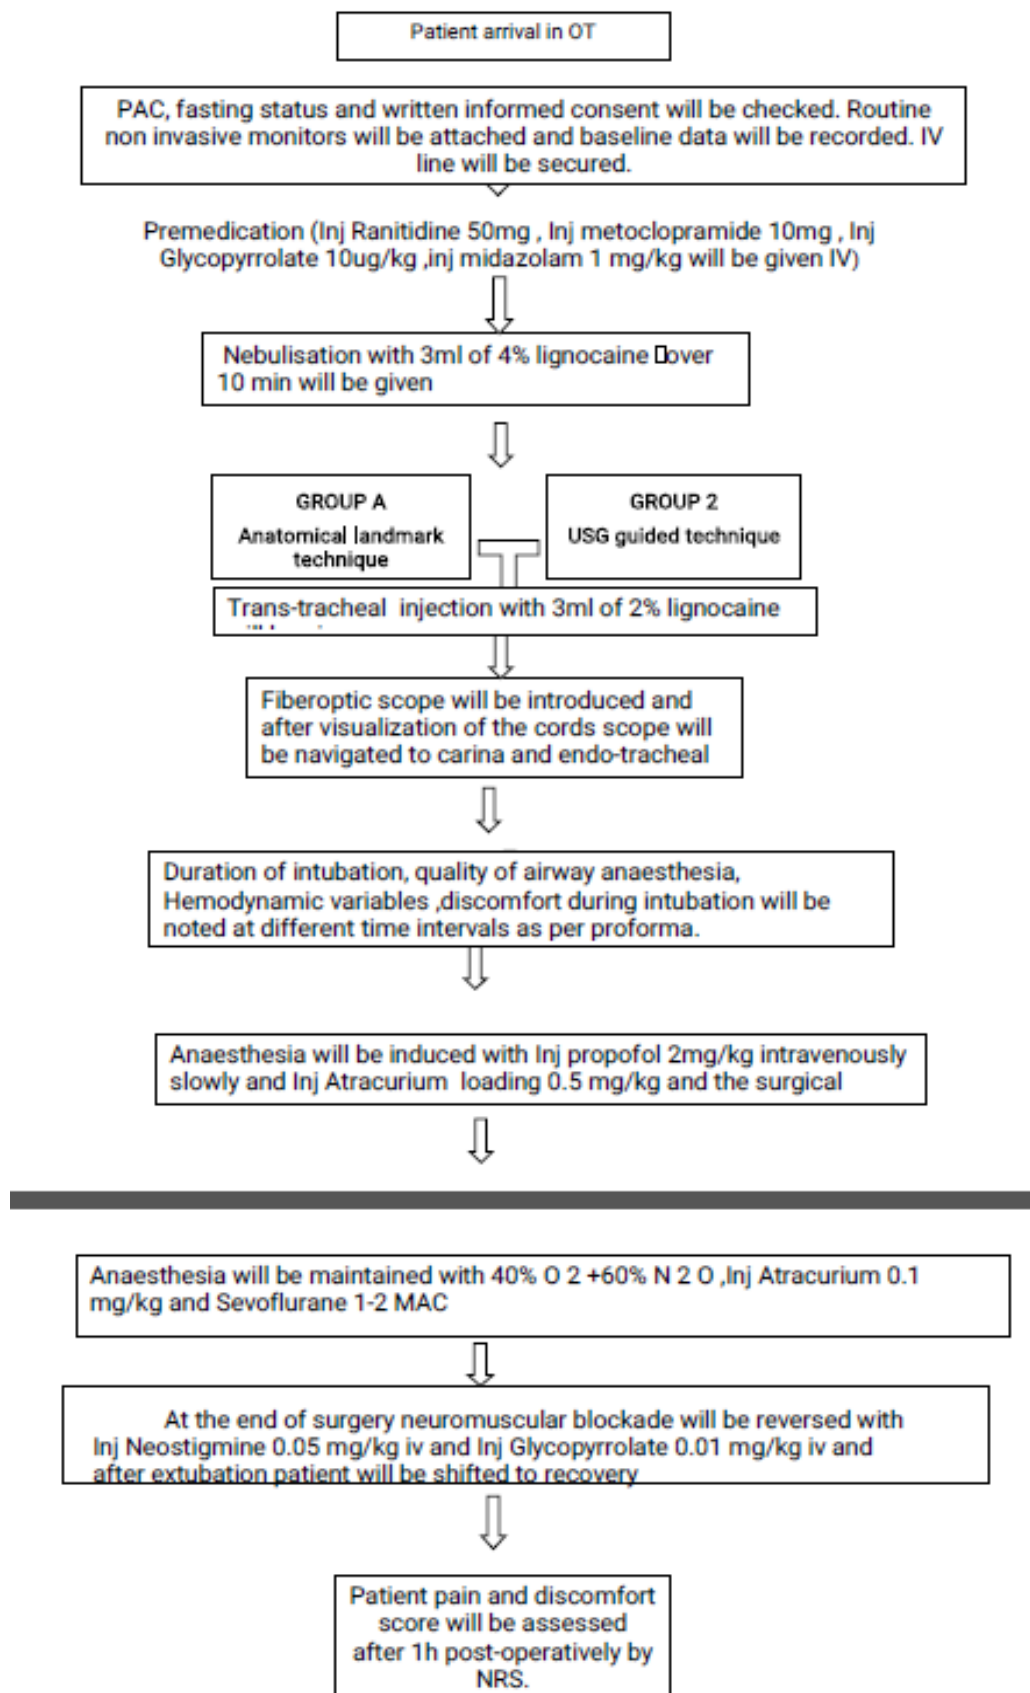 Patient arrival in OT
PAC, fasting status and written informed consent will be checked. Routine
non invasive monitors will be attached and baseline data will be recorded. IV
line will be secured.
Premedication (Inj Ranitidine 50mg , Inj metoclopramide 10mg , Inj
Glycopyrrolate 10ug/kg ,inj midazolam 1 mg/kg will be given IV)
Nebulisation with 3ml of 4% lignocaine over
10 min will be given
GROUP A
Anatomical landmark
technique
GROUP 2
USG guided technique
Trans-tracheal injection with 3ml of 2% lignocaine
Fiberoptic scope will be introduced and
after visualization of the cords scope will
be navigated to carina and endo-tracheal
Duration of intubation, quality of airway anaesthesia,
Hemodynamic variables ,discomfort during intubation will be
noted at different time intervals as per proforma.
Anaesthesia will be induced with Inj propofol 2mg/kg intravenously
slowly and Inj Atracurium loading 0.5 mg/kg and the surgical
Anaesthesia will be maintained with 40% O 2 +60% N 2 O ,Inj Atracurium 0.1
mg/kg and Sevoflurane 1-2 MAC
At the end of surgery neuromuscular blockade will be reversed with
Inj Neostigmine 0.05 mg/kg iv and Inj Glycopyrrolate 0.01 mg/kg iv and
after extubation patient will be shifted to recovery
Patient pain and discomfort
score will be assessed
after 1h post-operatively by
NRS.